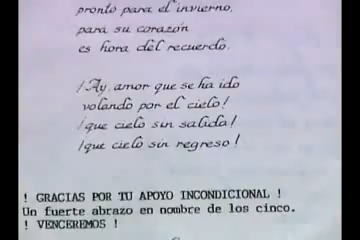 pronto para el invierno,
para su corazón
es hora del recuerdo.
¡Ay, amor que se ha ido
volando por el cielo!
¡que cielo sin salida!
¡que cielo sin regreso!
! GRACIAS POR TU APOYO INCONDICIONAL !
Un fuerte abrazo en nombre de los cinco.
! VENCEREMOS !